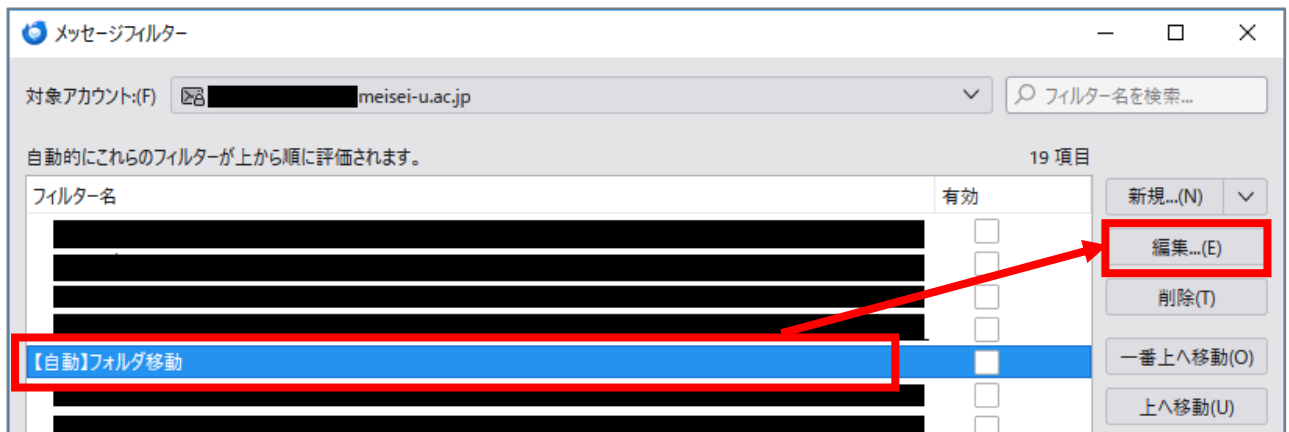 メッセージフィルター
対象アカウント:(F) meisei-u.ac.jp フィルター名を検索...
自動的にこれらのフィルターが上から順に評価されます。 19 項目
フィルター名 有効 新規...(N)
編集...(E)
削除(T)
【自動】フォルダ移動 一番上へ移動(O)
上へ移動(U)